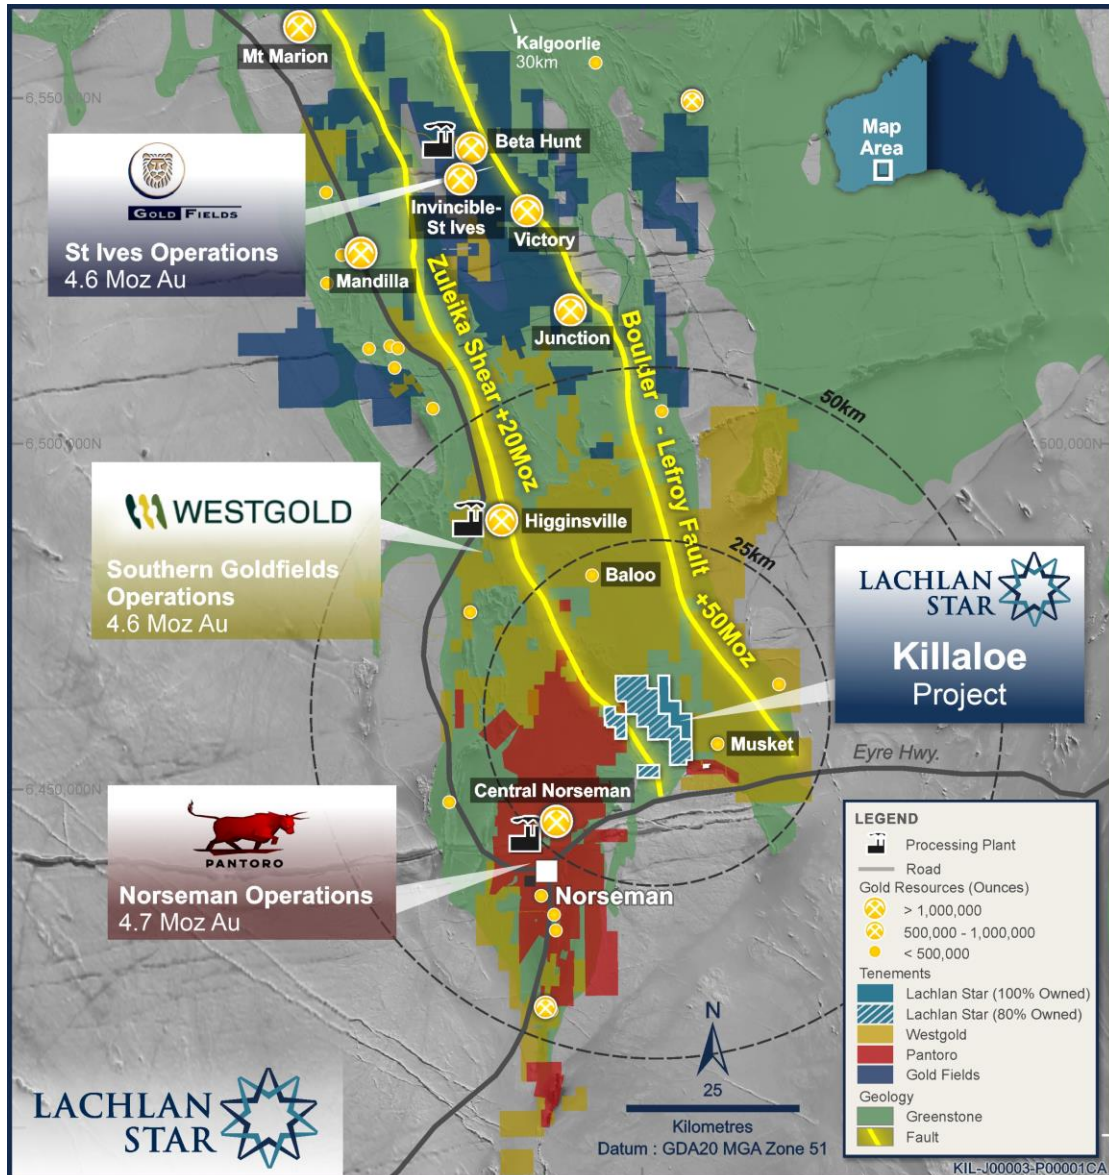 Mt Marion
Kalgoorlie
30km
6,550,000N
Map
Area
Beta Hunt
GOLD FIELDS
St Ives Operations
4.6 Moz Au
Invincible-
St Ives
Victory
Mandilla
Junction
Zuleika Shear +20Moz
Boulder - Lefroy Fault +50Moz
50km
6,500,000N
500,000N
WESTGOLD
Southern Goldfields
Operations
4.6 Moz Au
Higginsville
25km
Baloo
LACHLAN
STAR
Killaloe
Project
Musket
Eyre Hwy.
6,450,000N
Central Norseman
PANTORO
Norseman Operations
4.7 Moz Au
Norseman
LEGEND
Processing Plant
Road
Gold Resources (Ounces)
> 1,000,000
500,000 - 1,000,000
< 500,000
Tenements
Lachlan Star (100% Owned)
Lachlan Star (80% Owned)
Westgold
Pantoro
Gold Fields
Geology
Greenstone
Fault
N
25
Kilometres
Datum : GDA20 MGA Zone 51
LACHLAN
STAR
KIL-J00003-P00001CA